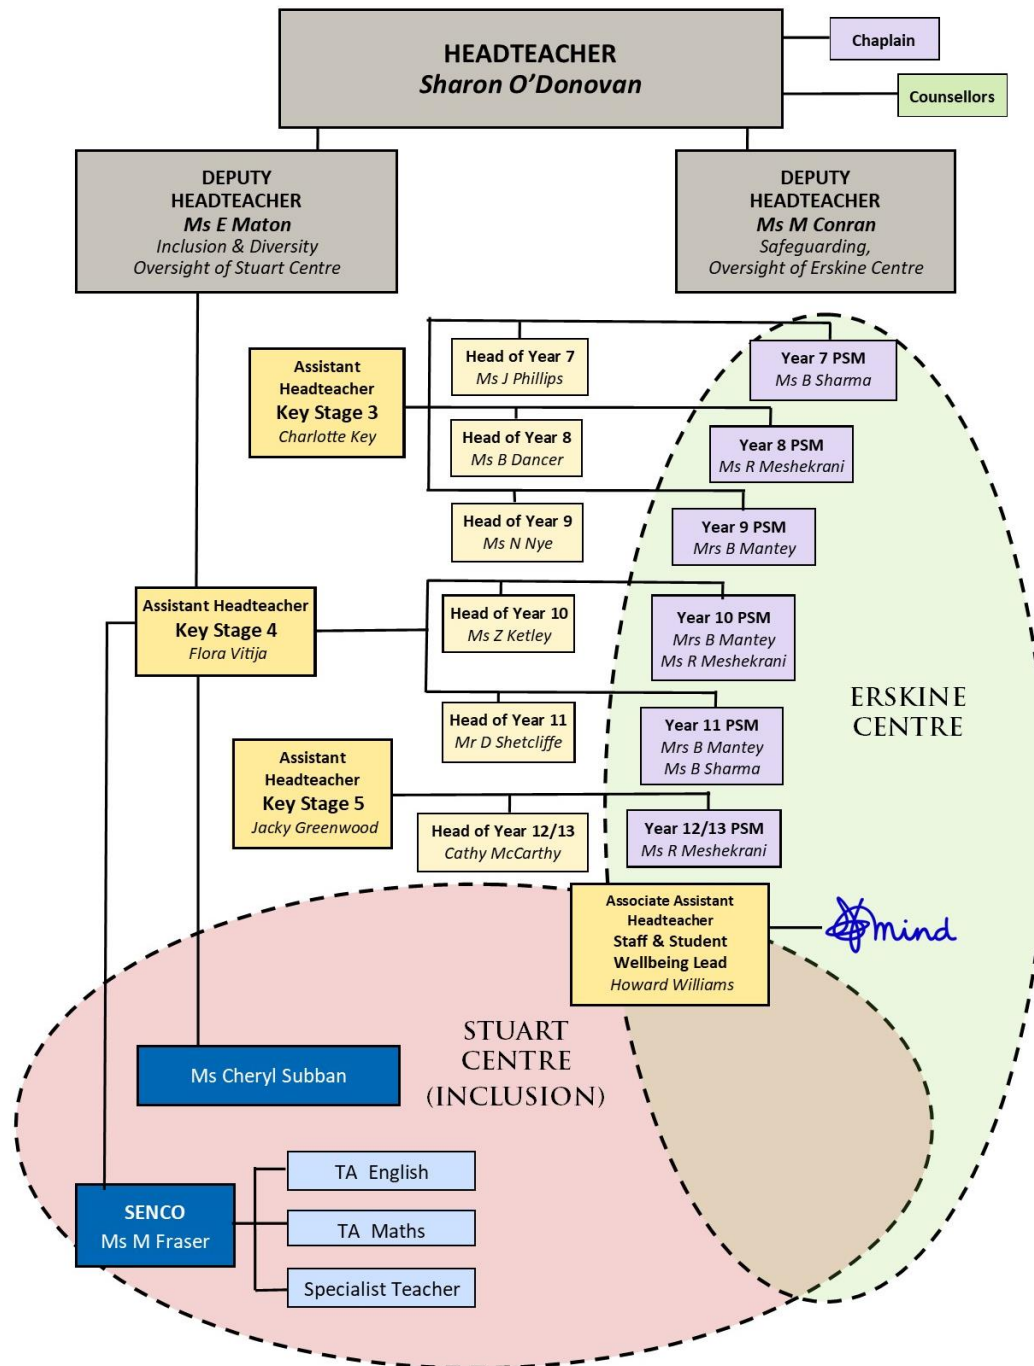 HEADTEACHER
Sharon O'Donovan
Chaplain
Counsellors
DEPUTY
HEADTEACHER
Ms E Maton
Inclusion & Diversity
Oversight of Stuart Centre
DEPUTY
HEADTEACHER
Ms M Conran
Safeguarding,
Oversight of Erskine Centre
Assistant
Headteacher
Key Stage 3
Charlotte Key
Head of Year 7
Ms J Phillips
Year 7 PSM
Ms B Sharma
Head of Year 8
Ms B Dancer
Year 8 PSM
Ms R Meshekrani
Head of Year 9
Ms N Nye
Year 9 PSM
Mrs B Mantey
Assistant Headteacher
Key Stage 4
Flora Vitija
Head of Year 10
Ms Z Ketley
Year 10 PSM
Mrs B Mantey
Ms R Meshekrani
Head of Year 11
Mr D Shetcliffe
Year 11 PSM
Mrs B Mantey
Ms B Sharma
ERSKINE
CENTRE
Assistant
Headteacher
Key Stage 5
Jacky Greenwood
Head of Year 12/13
Cathy McCarthy
Year 12/13 PSM
Ms R Meshekrani
Associate Assistant
Headteacher
Staff & Student
Wellbeing Lead
Howard Williams
mind
STUART
CENTRE
(INCLUSION)
Ms Cheryl Subban
SENCO
Ms M Fraser
TA English
TA Maths
Specialist Teacher